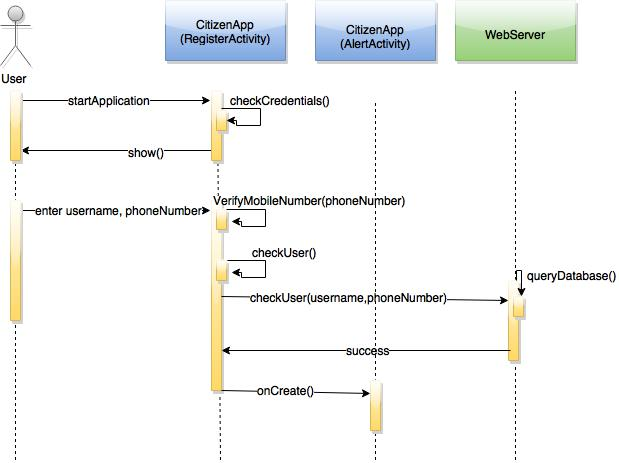 CitizenApp
(RegisterActivity)
CitizenApp
(AlertActivity)
WebServer
User
startApplication
checkCredentials()
show()
enter username, phoneNumber
VerifyMobileNumber(phoneNumber)
checkUser()
queryDatabase()
checkUser(username,phoneNumber)
success
onCreate()